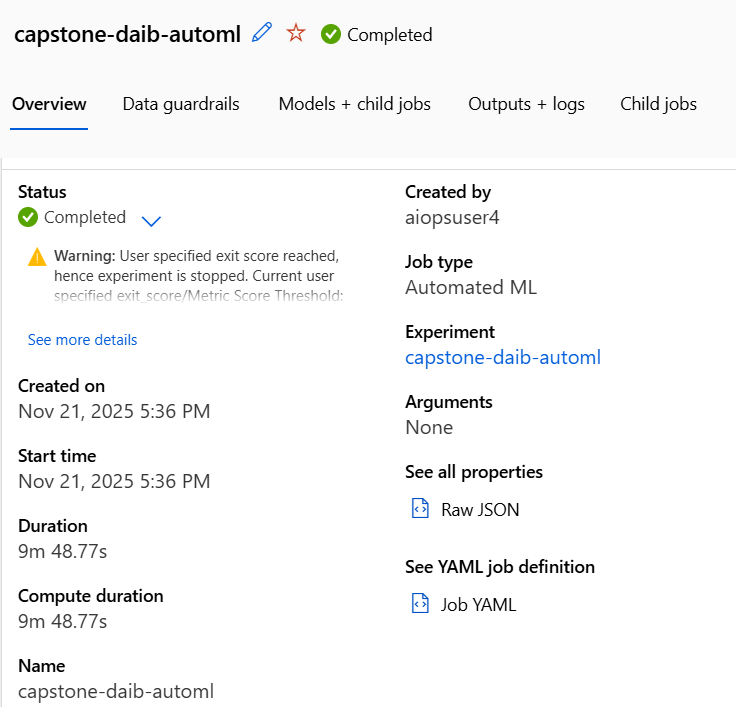 capstone-daib-automl Completed
Overview Data guardrails Models + child jobs Outputs + logs Child jobs
Status
Completed
Warning: User specified exit score reached,
hence experiment is stopped. Current user
specified exit_score/Metric Score Threshold:
See more details
Created on
Nov 21, 2025 5:36 PM
Start time
Nov 21, 2025 5:36 PM
Duration
9m 48.77s
Compute duration
9m 48.77s
Name
capstone-daib-automl
Created by
aiopsuser4
Job type
Automated ML
Experiment
capstone-daib-automl
Arguments
None
See all properties
Raw JSON
See YAML job definition
Job YAML